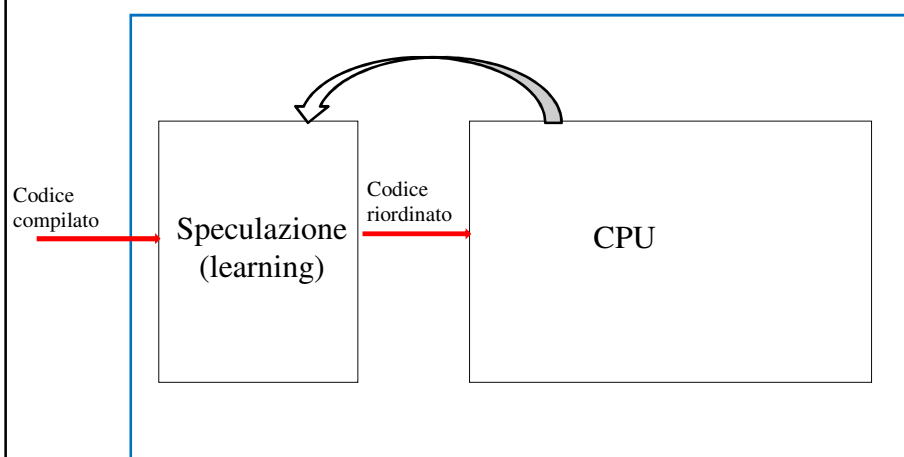 Codice
compilato
Speculazione
(learning)
Codice
riordinato
CPU